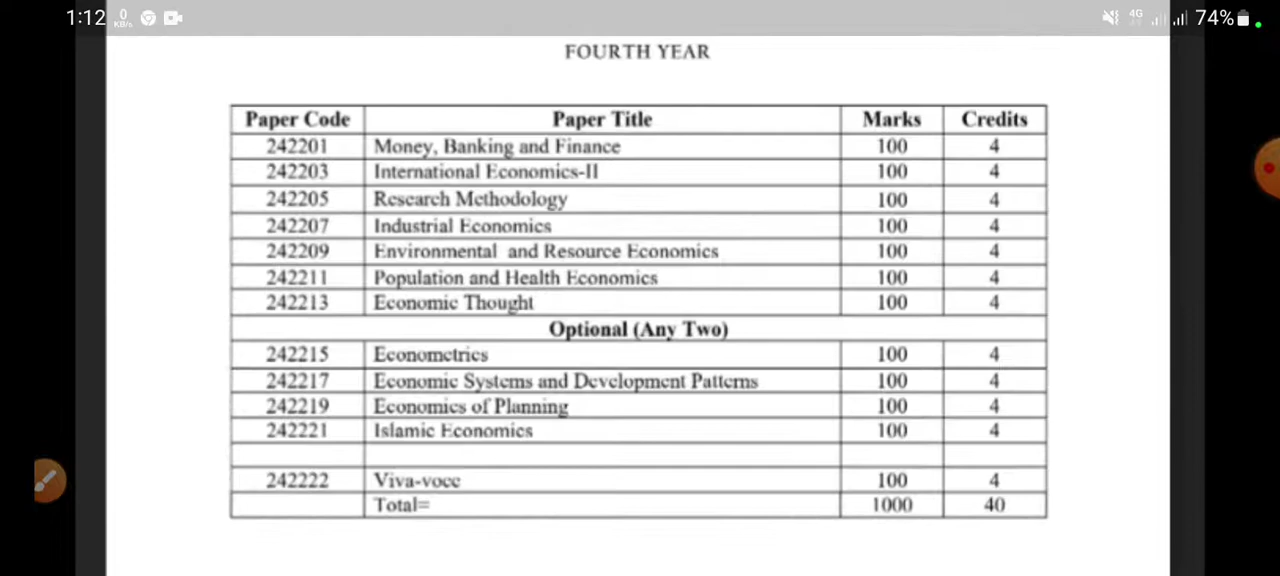 1:12 0 KB/s 4G 74%
FOURTH YEAR
Paper Code Paper Title Marks Credits
242201 Money, Banking and Finance 100 4
242203 International Economics-II 100 4
242205 Research Methodology 100 4
242207 Industrial Economics 100 4
242209 Environmental and Resource Economics 100 4
242211 Population and Health Economics 100 4
242213 Economic Thought 100 4
Optional (Any Two)
242215 Econometrics 100 4
242217 Economic Systems and Development Patterns 100 4
242219 Economics of Planning 100 4
242221 Islamic Economics 100 4
242222 Viva-voce 100 4
Total= 1000 40